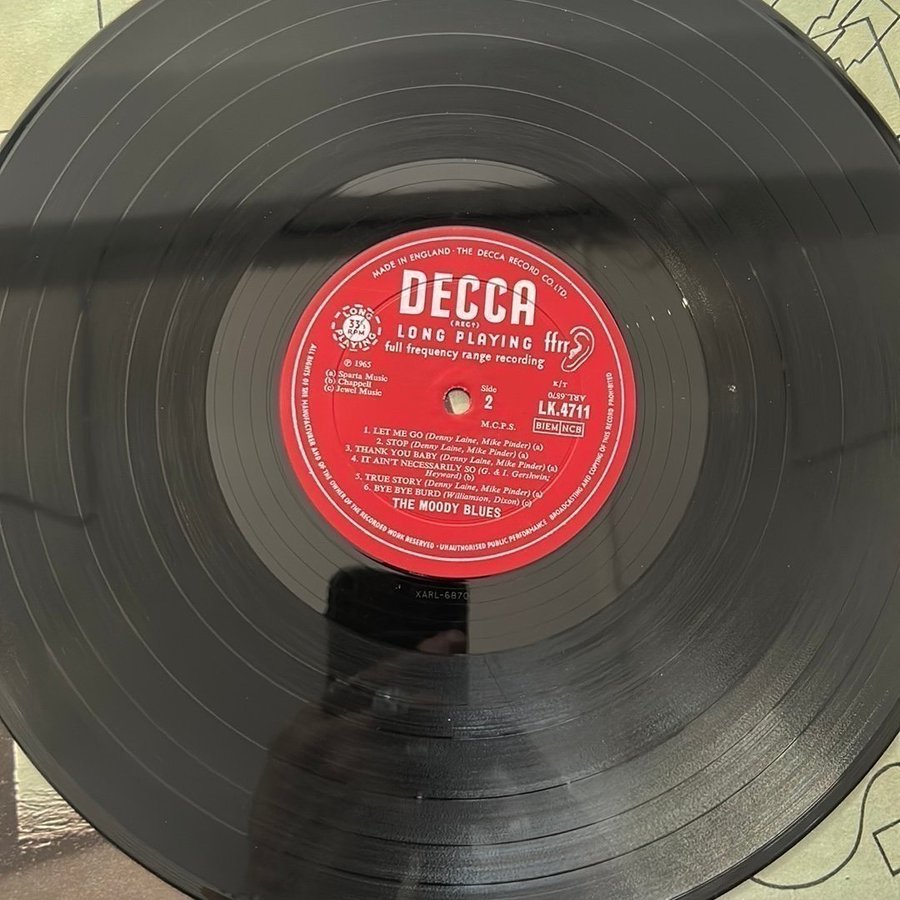 MADE IN ENGLAND · THE DECCA RECORD CO. LTD.
DECCA
(REGᵈ)
LONG PLAYING
33⅓
RPM
LONG PLAYING ffrr
full frequency range recording
℗ 1965
(a) Sparta Music
(b) Chappell
(c) Jewel Music
Side
2
K/T
ARL-6870
LK.4711
M.C.P.S.
BIEM NCB
1. LET ME GO (Denny Laine, Mike Pinder) (a)
2. STOP (Denny Laine, Mike Pinder) (a)
3. THANK YOU BABY (Denny Laine, Mike Pinder) (a)
4. IT AIN'T NECESSARILY SO (G. & I. Gershwin;
Heyward) (b)
5. TRUE STORY (Denny Laine, Mike Pinder) (a)
6. BYE BYE BURD (Williamson, Dixon) (c)
THE MOODY BLUES
ALL RIGHTS OF THE MANUFACTURER AND OF THE OWNER OF THE RECORDED WORK RESERVED · UNAUTHORISED PUBLIC PERFORMANCE BROADCASTING AND COPYING OF THIS RECORD PROHIBITED
XARL-6870